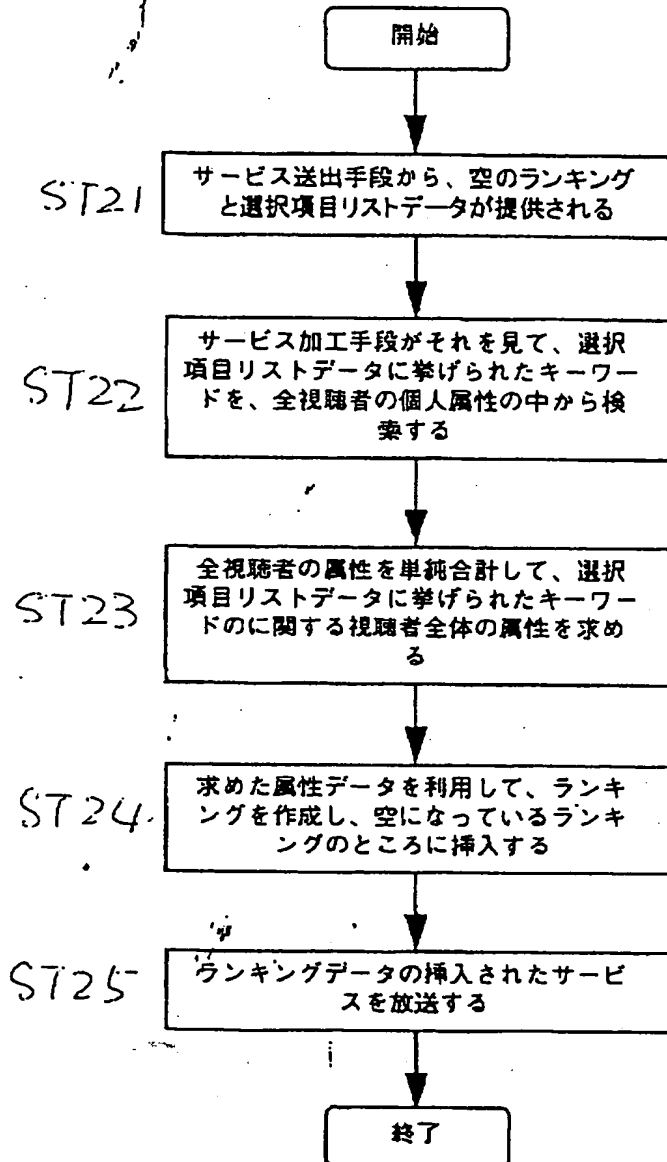 開始
ST21
サービス送出手段から、空のランキング
と選択項目リストデータが提供される
ST22
サービス加工手段がそれを見て、選択
項目リストデータに挙げられたキーワー
ドを、全視聴者の個人属性の中から検
索する
ST23
全視聴者の属性を単純合計して、選択
項目リストデータに挙げられたキーワー
ドのに関する視聴者全体の属性を求め
る
ST24
求めた属性データを利用して、ランキ
ングを作成し、空になっているランキ
ングのところに挿入する
ST25
ランキングデータの挿入されたサービ
スを放送する
終了